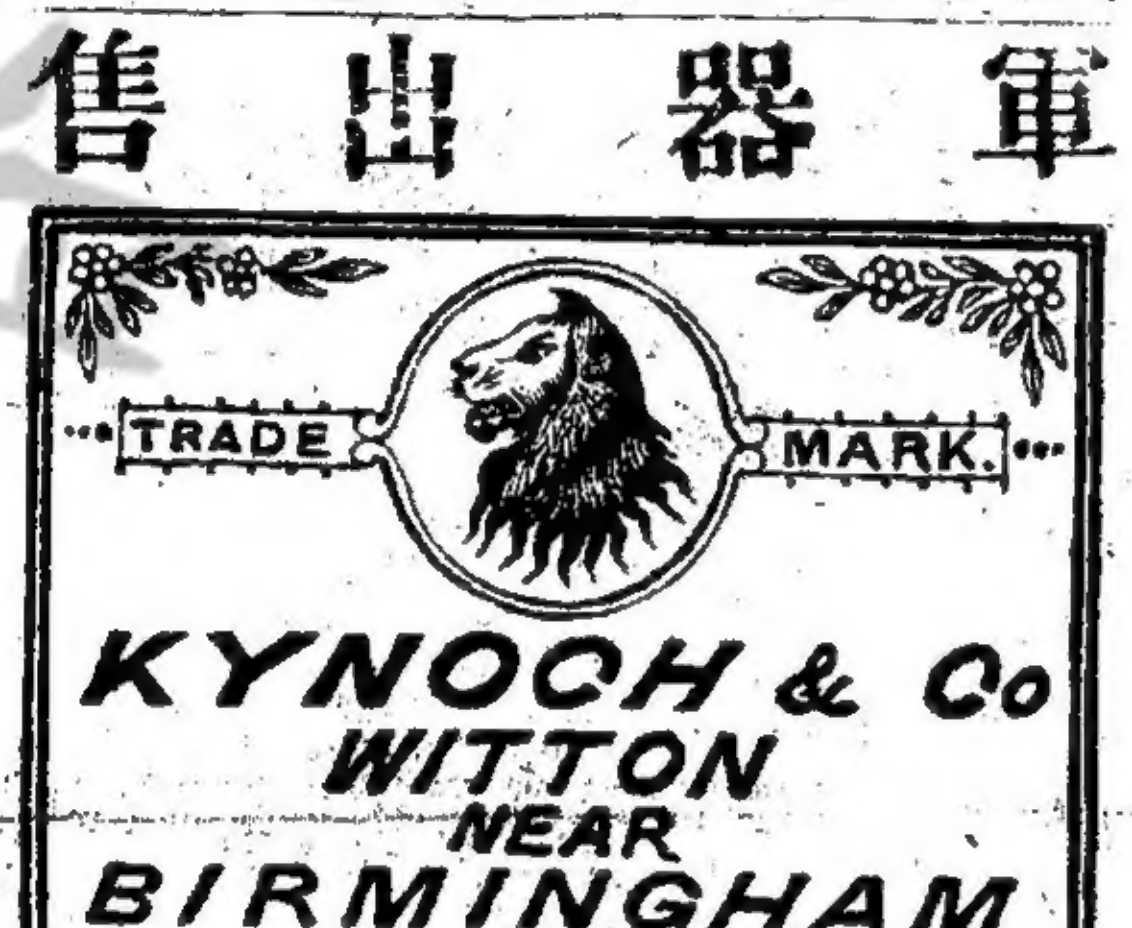 軍器出售
TRADE MARK.
KYNOCH & Co
WITTON
NEAR
BIRMINGHAM